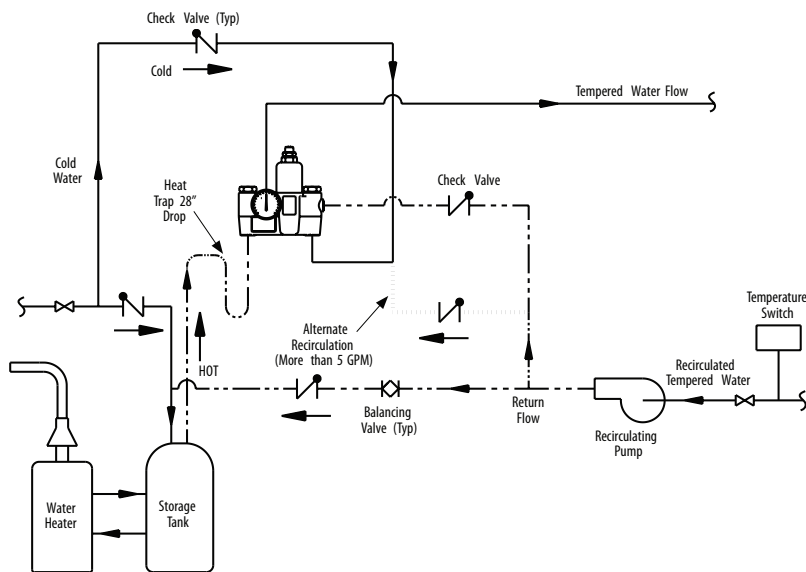 Check Valve (Typ)
Cold
Tempered Water Flow
Cold
Water
Heat
Trap 28"
Drop
Check Valve
Temperature
Switch
HOT
Alternate
Recirculation
(More than 5 GPM)
Recirculated
Tempered Water
Balancing
Valve (Typ)
Return
Flow
Recirculating
Pump
Water
Heater
Storage
Tank